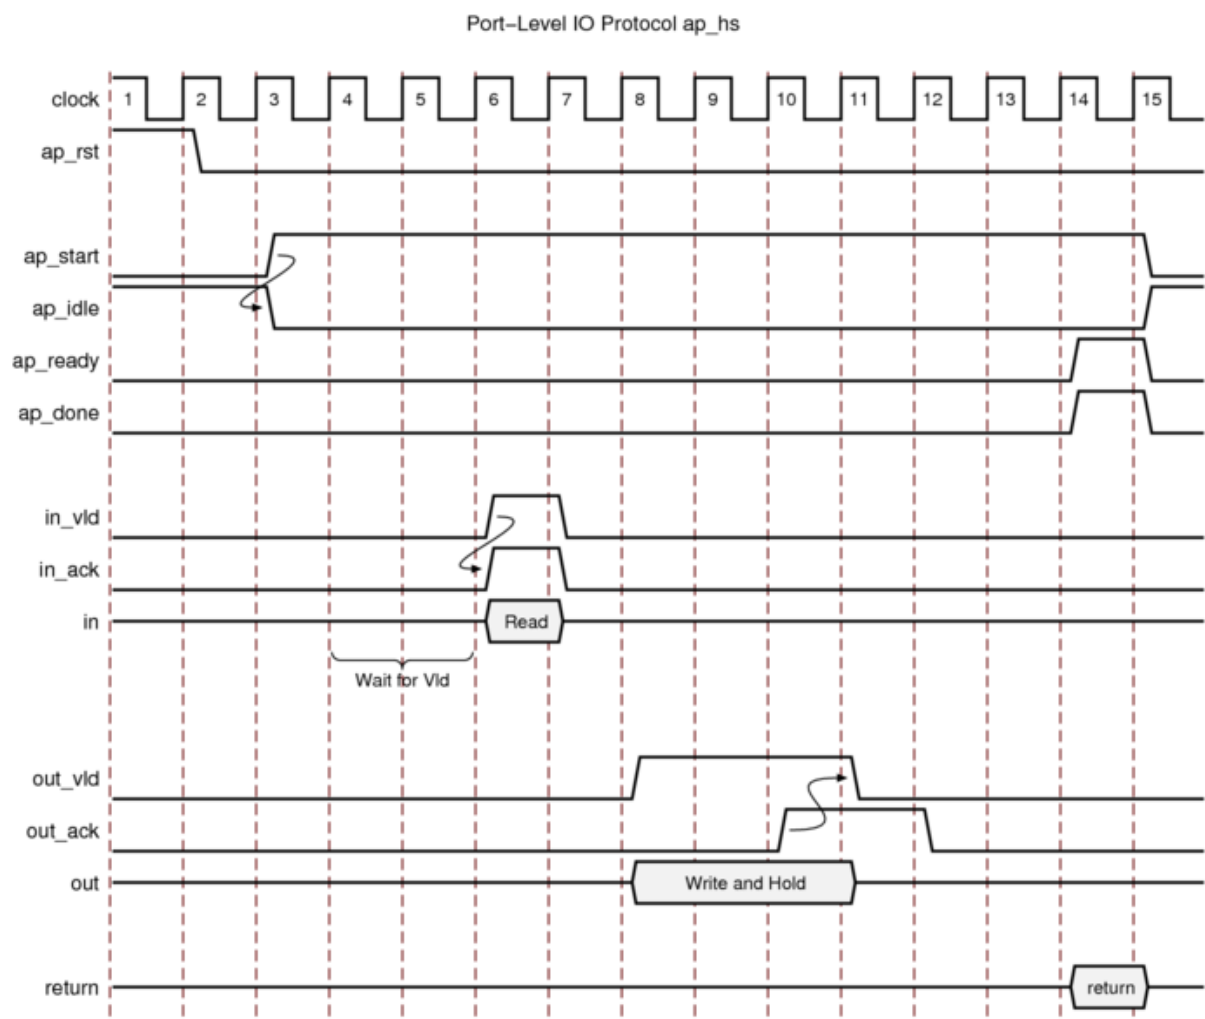 Port–Level IO Protocol ap_hs
clock 1 2 3 4 5 6 7 8 9 10 11 12 13 14 15
ap_rst
ap_start
ap_idle
ap_ready
ap_done
in_vld
in_ack
in Read
Wait for Vld
out_vld
out_ack
out Write and Hold
return return